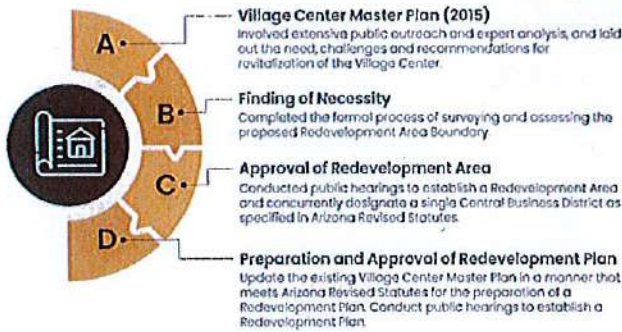 A
Village Center Master Plan (2015)
Involved extensive public outreach and expert analysis, and laid
out the need, challenges and recommendations for
revitalization of the Village Center.
B
Finding of Necessity
Completed the formal process of surveying and assessing the
proposed Redevelopment Area Boundary.
C
Approval of Redevelopment Area
Conducted public hearings to establish a Redevelopment Area
and concurrently designate a single Central Business District as
specified in Arizona Revised Statutes.
D
Preparation and Approval of Redevelopment Plan
Update the existing Village Center Master Plan in a manner that
meets Arizona Revised Statutes for the preparation of a
Redevelopment Plan. Conduct public hearings to establish a
Redevelopment Plan.